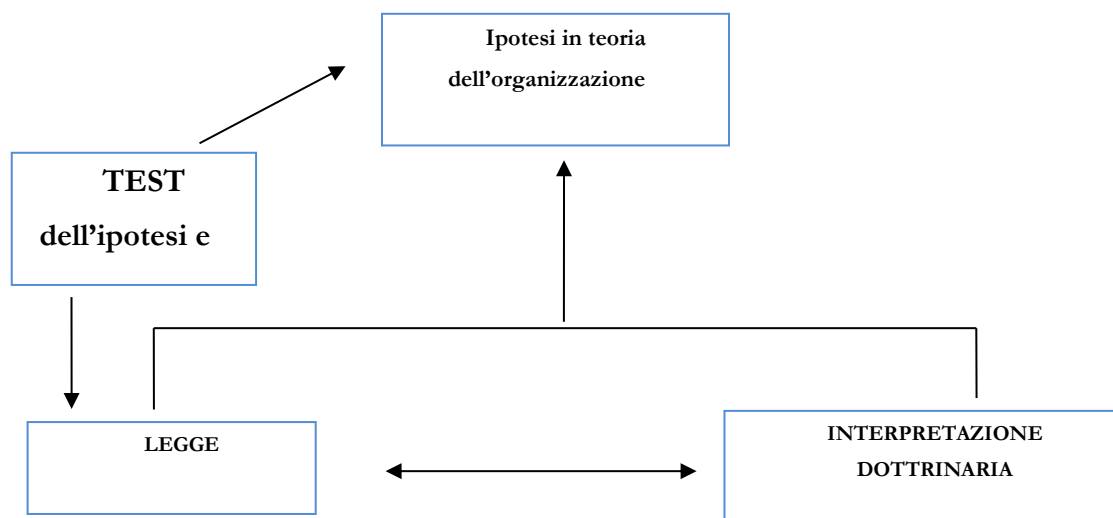 Ipotesi in teoria
dell’organizzazione
TEST
dell’ipotesi e
LEGGE
INTERPRETAZIONE
DOTTRINARIA